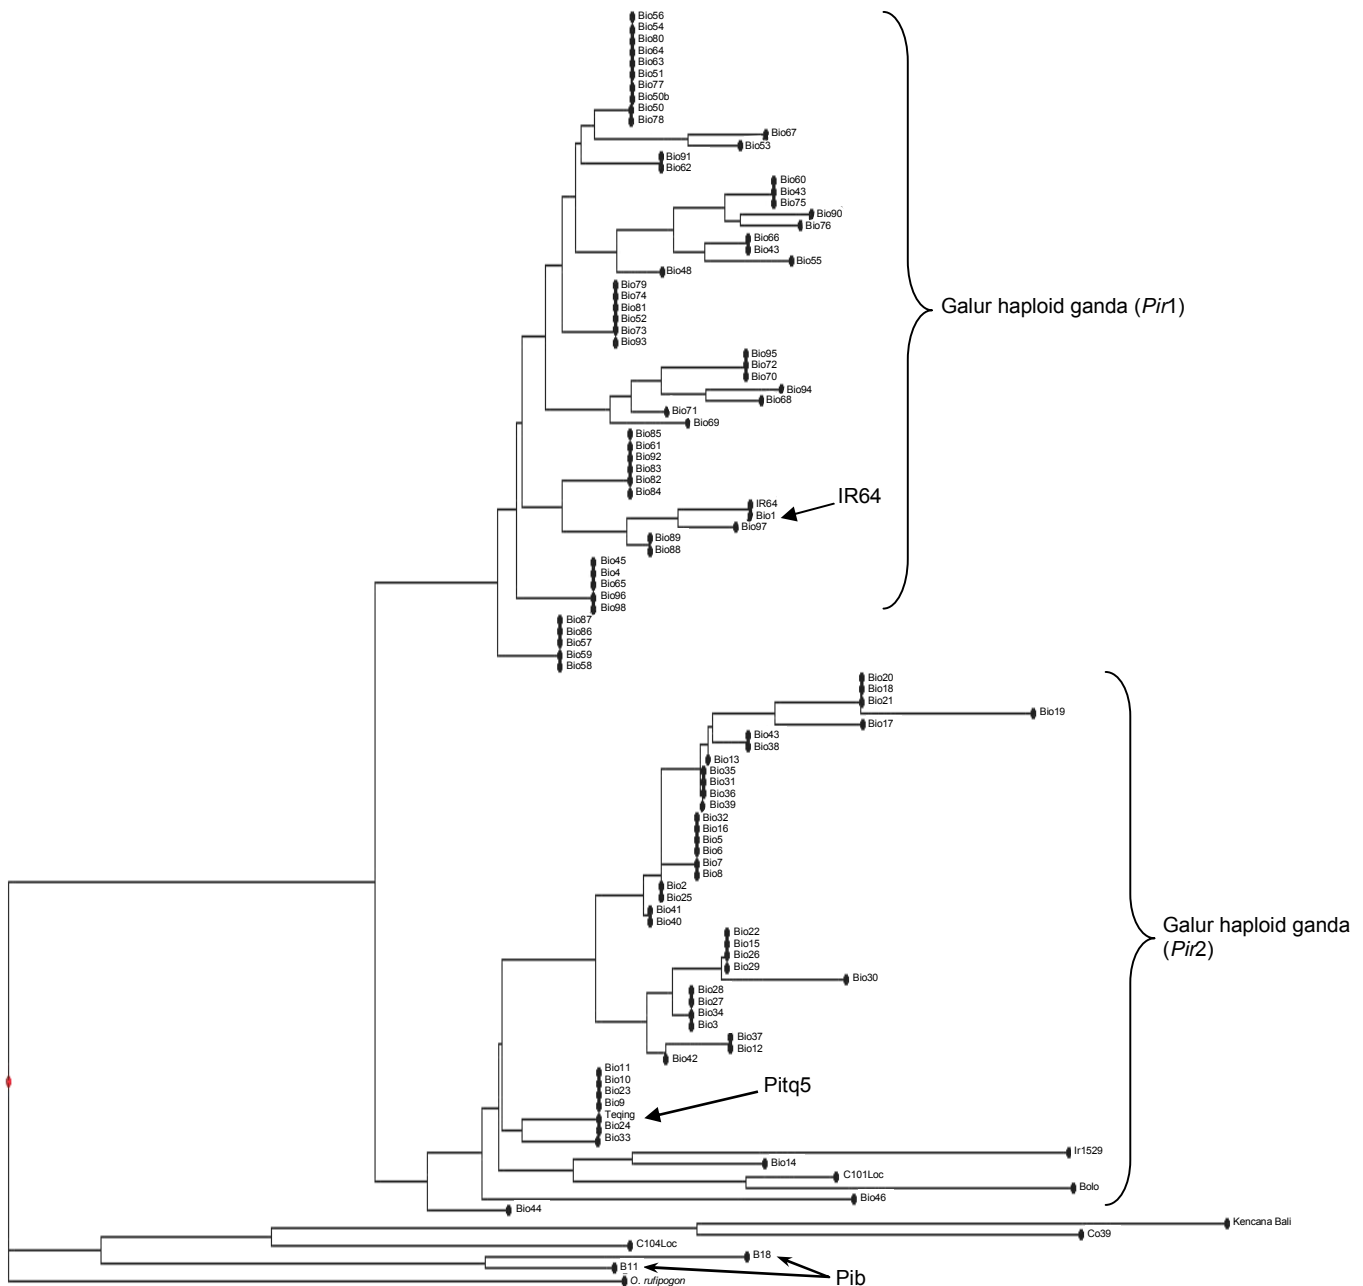 Bio56
Bio54
Bio80
Bio64
Bio63
Bio51
Bio77
Bio50b
Bio50
Bio78
Bio67
Bio53
Bio91
Bio62
Bio60
Bio43
Bio75
Bio90
Bio76
Bio66
Bio43
Bio55
Bio48
Bio79
Bio74
Bio81
Bio52
Bio73
Bio93
Galur haploid ganda (Pir1)
Bio95
Bio72
Bio70
Bio94
Bio68
Bio71
Bio69
Bio85
Bio61
Bio92
Bio83
Bio82
Bio84
IR64
IR64
Bio1
Bio97
Bio89
Bio88
Bio45
Bio4
Bio65
Bio96
Bio98
Bio87
Bio86
Bio57
Bio59
Bio58
Bio20
Bio18
Bio21
Bio19
Bio17
Bio43
Bio38
Bio13
Bio35
Bio31
Bio36
Bio39
Bio32
Bio16
Bio5
Bio6
Bio7
Bio8
Bio2
Bio25
Bio41
Bio40
Galur haploid ganda
(Pir2)
Bio22
Bio15
Bio26
Bio29
Bio30
Bio28
Bio27
Bio34
Bio3
Bio37
Bio12
Bio42
Bio11
Bio10
Bio23
Bio9
Pitq5
Teqing
Bio24
Bio33
Ir1529
Bio14
C101Loc
Bolo
Bio46
Bio44
Kencana Bali
Co39
C104Loc
B18
B11
Pib
O. rufipogon